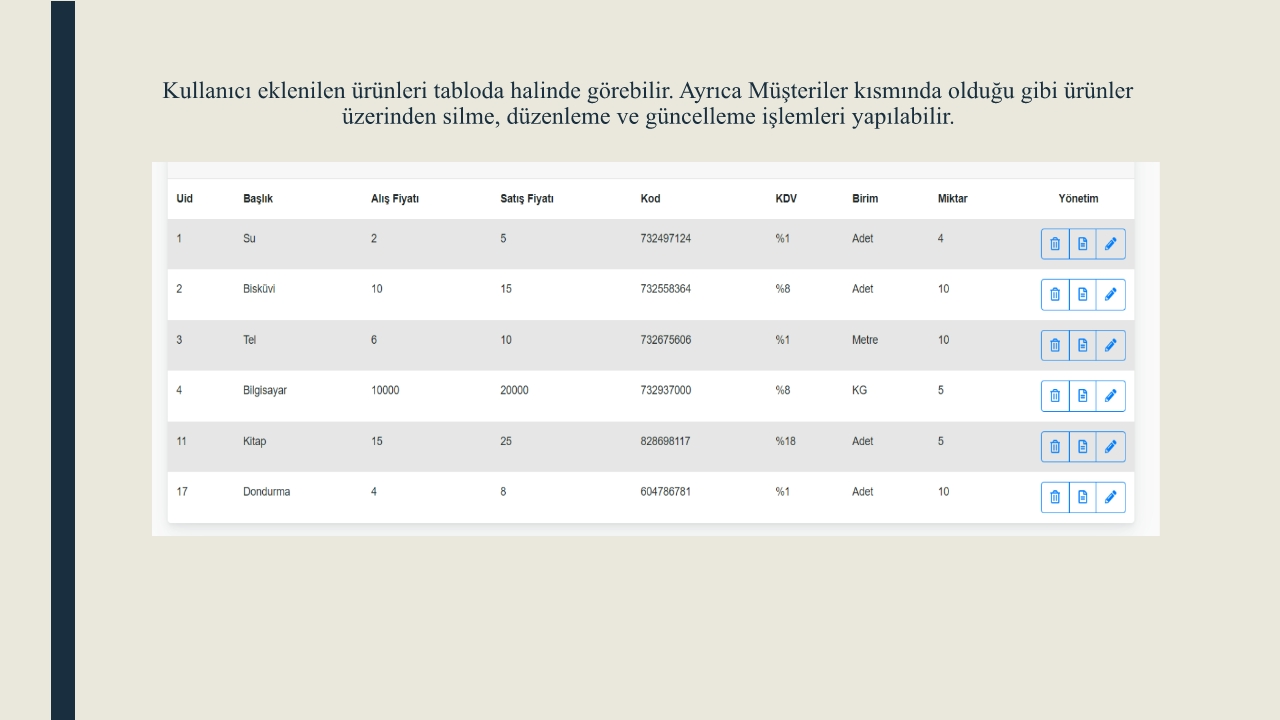 Kullanıcı eklenilen ürünleri tabloda halinde görebilir. Ayrıca Müşteriler kısmında olduğu gibi ürünler
üzerinden silme, düzenleme ve güncelleme işlemleri yapılabilir.
Uid Başlık Alış Fiyatı Satış Fiyatı Kod KDV Birim Miktar Yönetim
1 Su 2 5 732497124 %1 Adet 4
2 Bisküvi 10 15 732558364 %8 Adet 10
3 Tel 6 10 732675606 %1 Metre 10
4 Bilgisayar 10000 20000 732937000 %8 KG 5
11 Kitap 15 25 828698117 %18 Adet 5
17 Dondurma 4 8 604786781 %1 Adet 10